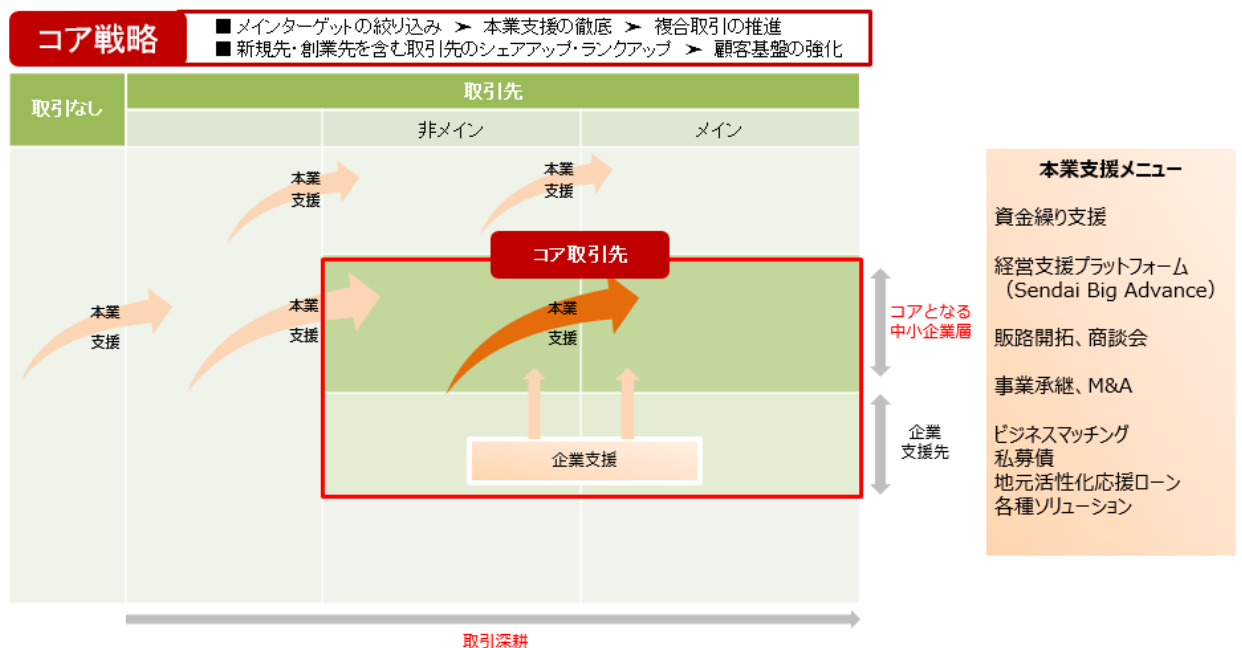 コア戦略
■メインターゲットの絞り込み ➤ 本業支援の徹底 ➤ 複合取引の推進
■新規先・創業先を含む取引先のシェアアップ・ランクアップ ➤ 顧客基盤の強化
取引なし
取引先
非メイン
メイン
本業
支援
本業
支援
コア取引先
本業
支援
本業
支援
本業
支援
企業支援
コアとなる
中小企業層
企業
支援先
取引深耕
本業支援メニュー
資金繰り支援
経営支援プラットフォーム
（Sendai Big Advance）
販路開拓、商談会
事業承継、M&A
ビジネスマッチング
私募債
地元活性化応援ローン
各種ソリューション